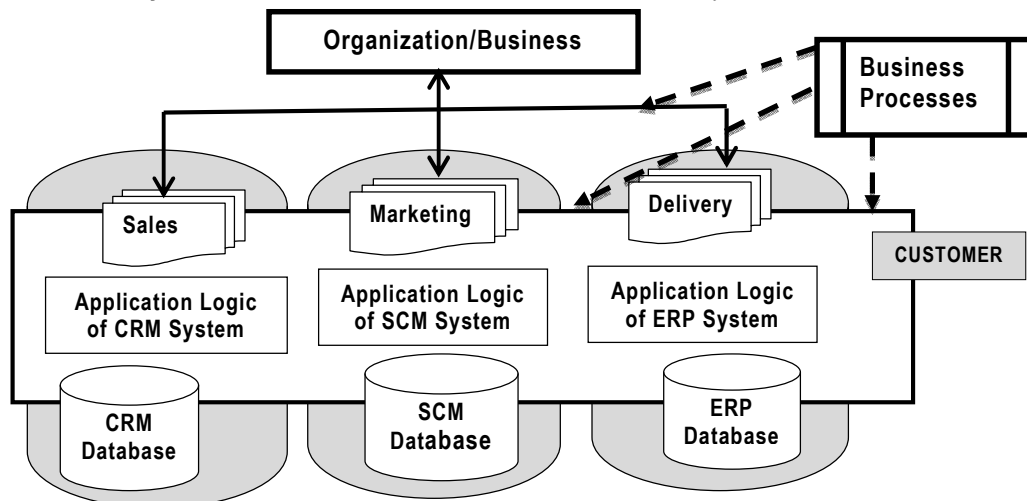 Organization/Business
Business
Processes
Sales
Marketing
Delivery
CUSTOMER
Application Logic
of CRM System
Application Logic
of SCM System
Application Logic
of ERP System
CRM
Database
SCM
Database
ERP
Database